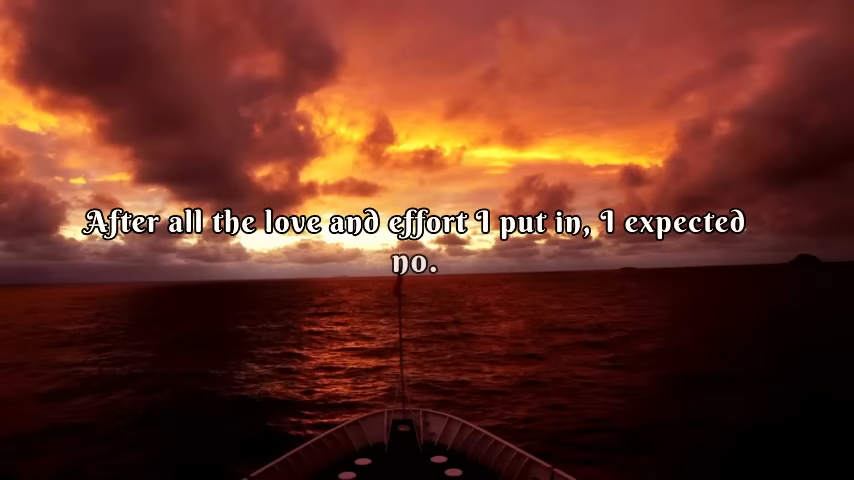 After all the love and effort I put in, I expected
no.